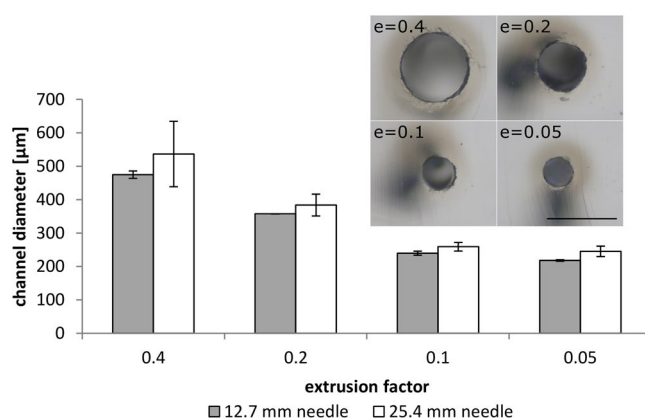 e=0.4
e=0.2
e=0.1
e=0.05
channel diameter [µm]
700
600
500
400
300
200
100
0
0.4 0.2 0.1 0.05
extrusion factor
12.7 mm needle 25.4 mm needle